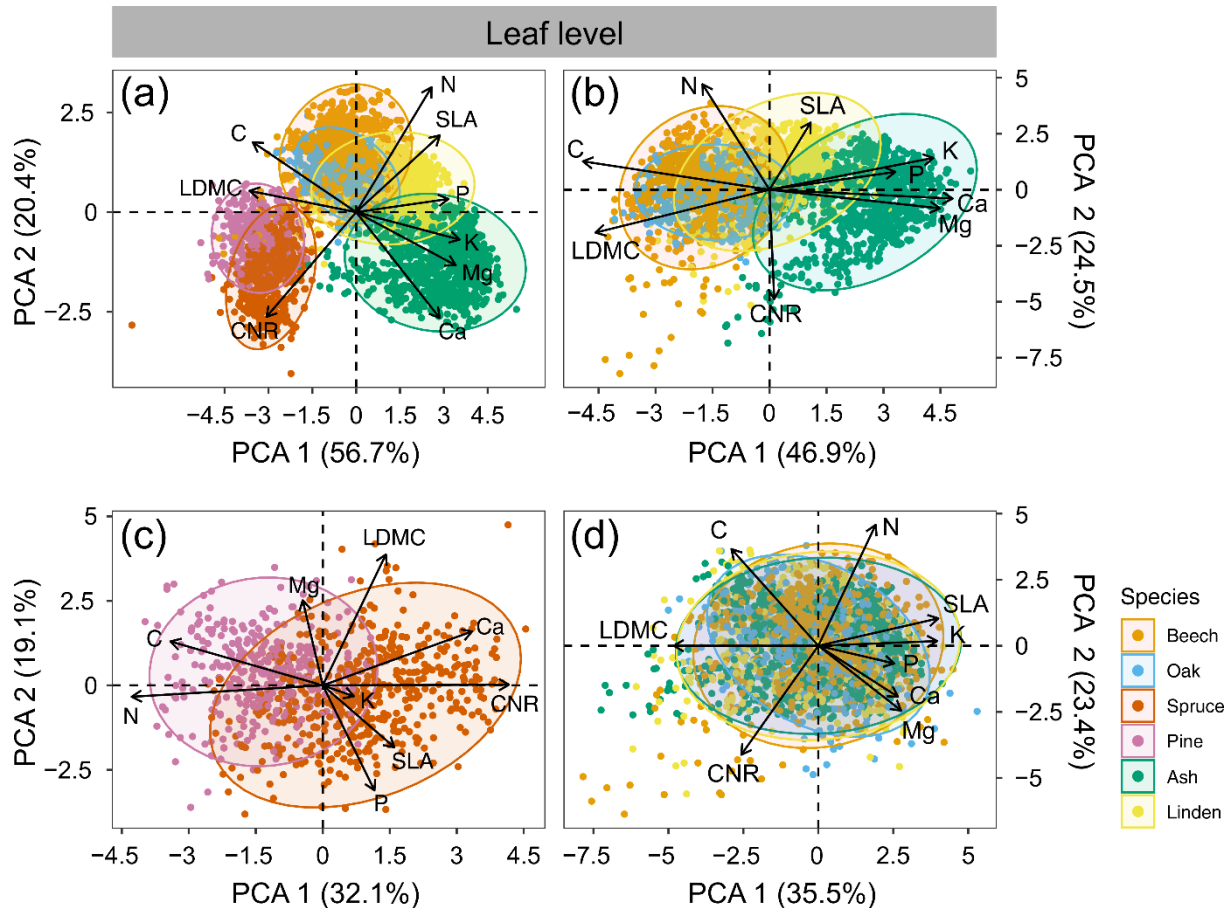 Leaf level
(a)
N
SLA
C
LDMC
P
K
Mg
CNR
Ca
2.5
0
−2.5
−4.5 −3 −1.5 0 1.5 3 4.5
PCA 1 (56.7%)
PCA 2 (20.4%)
(b)
N
SLA
C
K
P
Ca
Mg
LDMC
CNR
5
2.5
0
−2.5
−5
−7.5
−4.5 −3 −1.5 0 1.5 3 4.5
PCA 1 (46.9%)
PCA 2 (24.5%)
(c)
LDMC
Mg
C
Ca
N
K
CNR
SLA
P
5
2.5
0
−2.5
−4.5 −3 −1.5 0 1.5 3 4.5
PCA 1 (32.1%)
PCA 2 (19.1%)
(d)
C
N
SLA
LDMC
K
P
Ca
Mg
CNR
5
2.5
0
−2.5
−5
−7.5 −5 −2.5 0 2.5 5
PCA 1 (35.5%)
PCA 2 (23.4%)
Species
Beech
Oak
Spruce
Pine
Ash
Linden